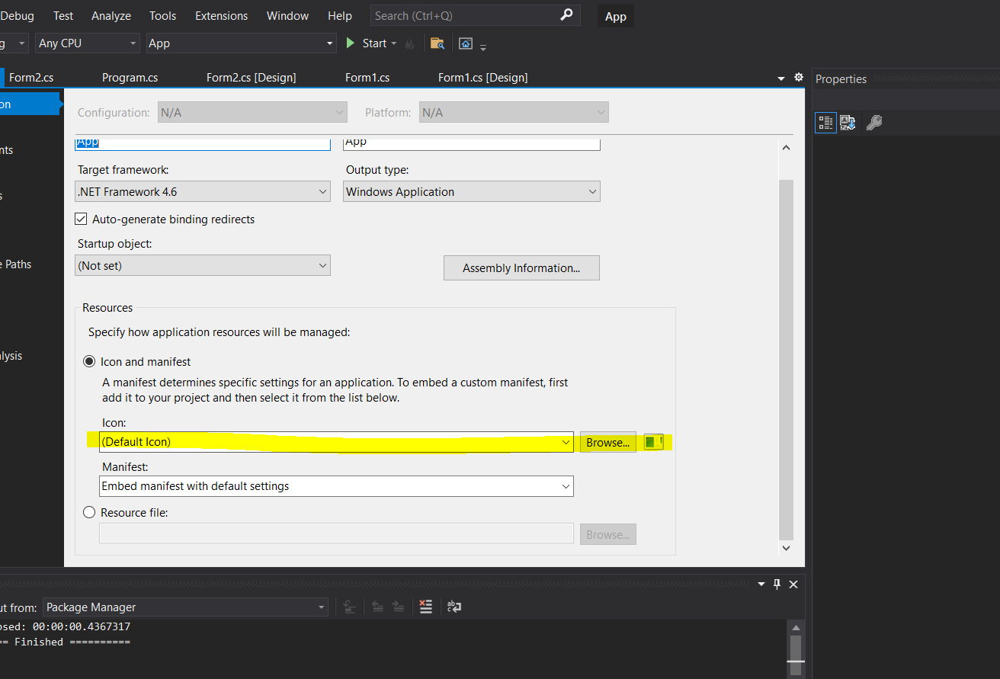 Debug Test Analyze Tools Extensions Window Help Search (Ctrl+Q) App
g Any CPU App Start
Form2.cs Program.cs Form2.cs [Design] Form1.cs Form1.cs [Design] Properties
on
Configuration: N/A Platform: N/A
App App
nts
Target framework: Output type:
.NET Framework 4.6 Windows Application
s
Auto-generate binding redirects
Startup object:
e Paths
(Not set) Assembly Information...
Resources
Specify how application resources will be managed:
lysis
Icon and manifest
A manifest determines specific settings for an application. To embed a custom manifest, first
add it to your project and then select it from the list below.
Icon:
(Default Icon) Browse...
Manifest:
Embed manifest with default settings
Resource file:
Browse...
ut from: Package Manager
osed: 00:00:00.4367317
== Finished ==========